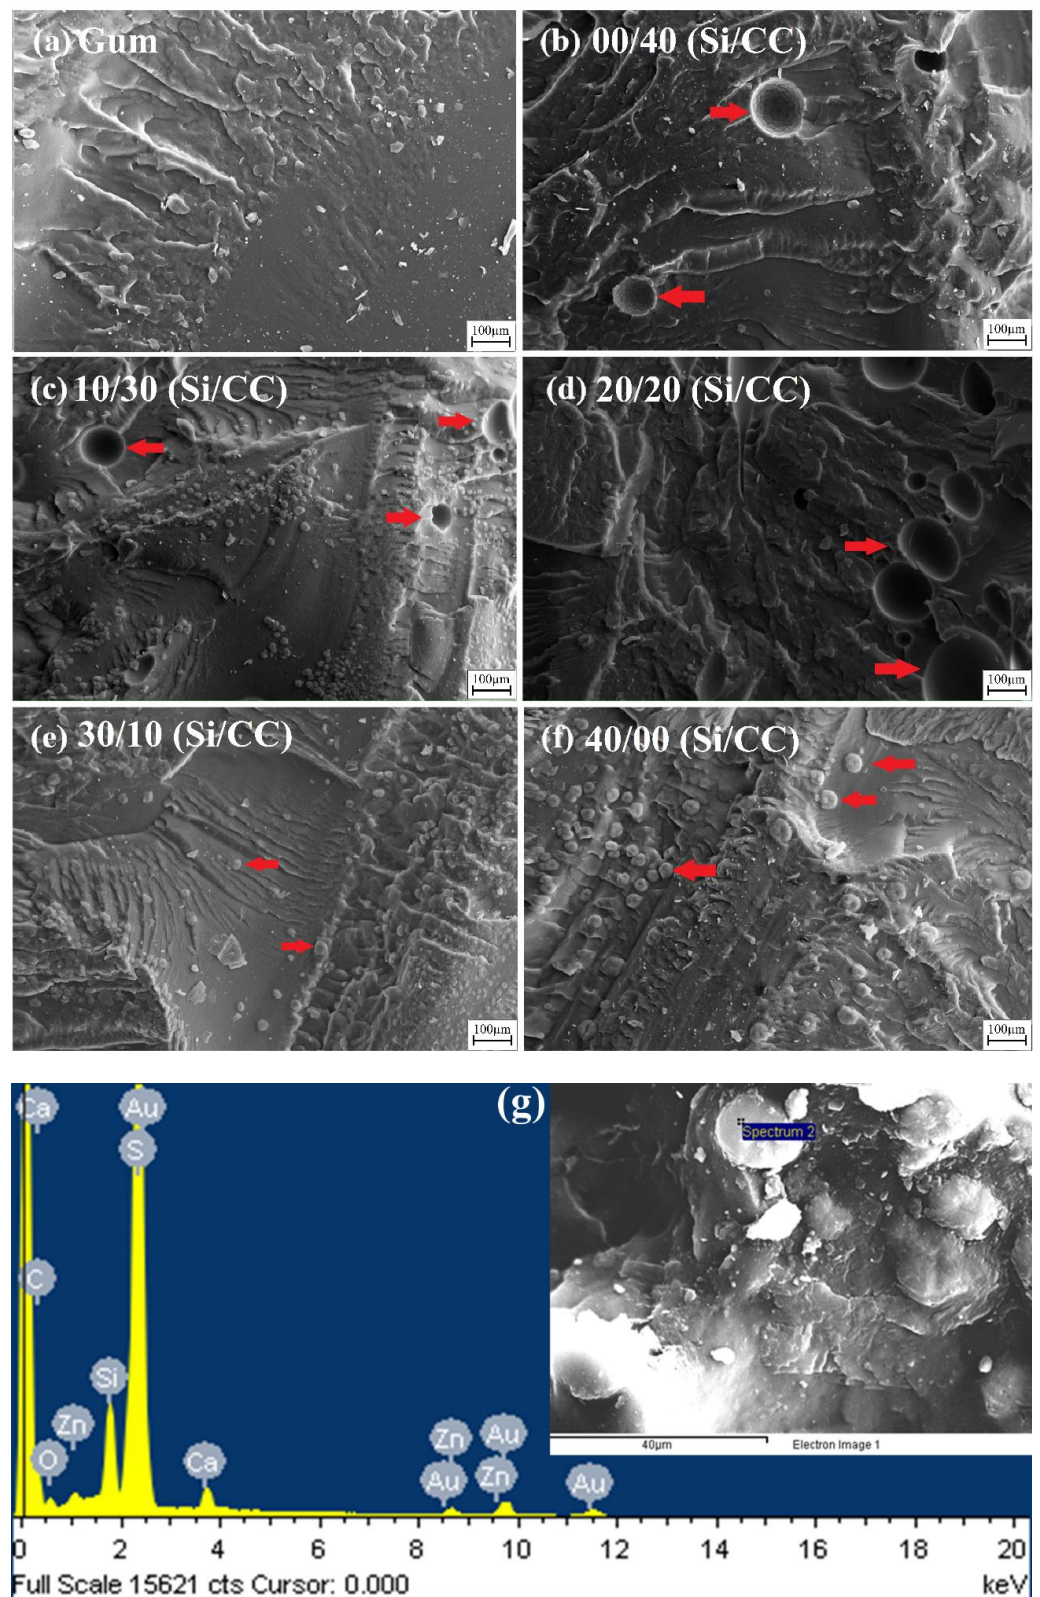 (a) Gum
100μm
(b) 00/40 (Si/CC)
100μm
(c) 10/30 (Si/CC)
100μm
(d) 20/20 (Si/CC)
100μm
(e) 30/10 (Si/CC)
100μm
(f) 40/00 (Si/CC)
100μm
(g)
Ca
Au
S
C
Si
Zn
O
Ca
Zn
Au
Au
Zn
Au
Spectrum 2
40μm
Electron Image 1
0 2 4 6 8 10 12 14 16 18 20
Full Scale 15621 cts Cursor: 0.000
keV